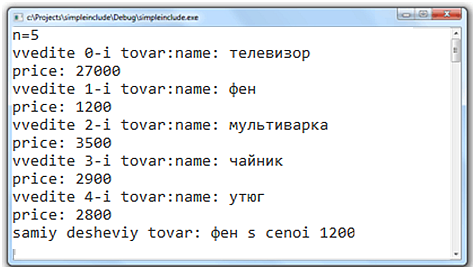 c:\Projects\simpleinclude\Debug\simpleinclude.exe
n=5
vvedite 0-i tovar:name: телевизор
price: 27000
vvedite 1-i tovar:name: фен
price: 1200
vvedite 2-i tovar:name: мультиварка
price: 3500
vvedite 3-i tovar:name: чайник
price: 2900
vvedite 4-i tovar:name: утюг
price: 2800
samiy desheviy tovar: фен s cenoi 1200